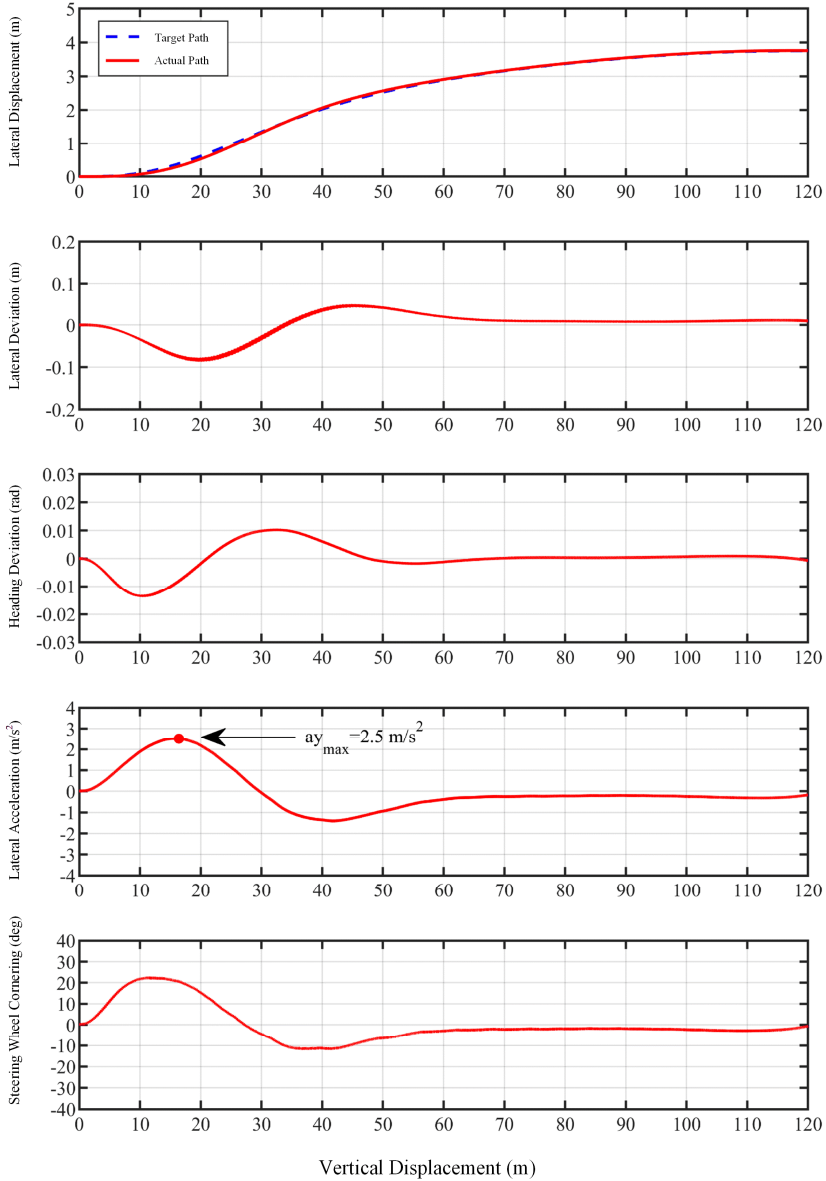 Lateral Displacement (m)
5
4
3
2
1
0
Target Path
Actual Path
0 10 20 30 40 50 60 70 80 90 100 110 120
Lateral Deviation (m)
0.2
0.1
0
-0.1
-0.2
0 10 20 30 40 50 60 70 80 90 100 110 120
Heading Deviation (rad)
0.03
0.02
0.01
0
-0.01
-0.02
-0.03
0 10 20 30 40 50 60 70 80 90 100 110 120
Lateral Acceleration (m/s²)
4
3
2
1
0
-1
-2
-3
-4
ay_max=2.5 m/s²
0 10 20 30 40 50 60 70 80 90 100 110 120
Steering Wheel Cornering (deg)
40
30
20
10
0
-10
-20
-30
-40
0 10 20 30 40 50 60 70 80 90 100 110 120
Vertical Displacement (m)